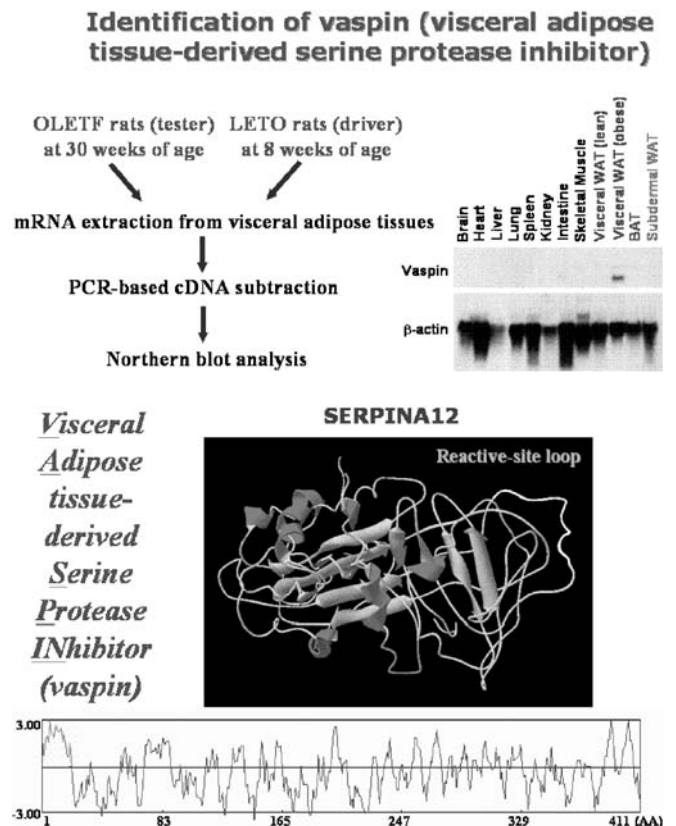 Identification of vaspin (visceral adipose
tissue-derived serine protease inhibitor)
OLETF rats (tester)
at 30 weeks of age
LETO rats (driver)
at 8 weeks of age
mRNA extraction from visceral adipose tissues
PCR-based cDNA subtraction
Northern blot analysis
Brain
Heart
Liver
Lung
Spleen
Kidney
Intestine
Skeletal Muscle
Visceral WAT (lean)
Visceral WAT (obese)
BAT
Subdermal WAT
Vaspin
β-actin
Visceral
Adipose
tissue-
derived
Serine
Protease
INhibitor
(vaspin)
SERPINA12
Reactive-site loop
3.00
-3.00
1 83 165 247 329 411 (AA)